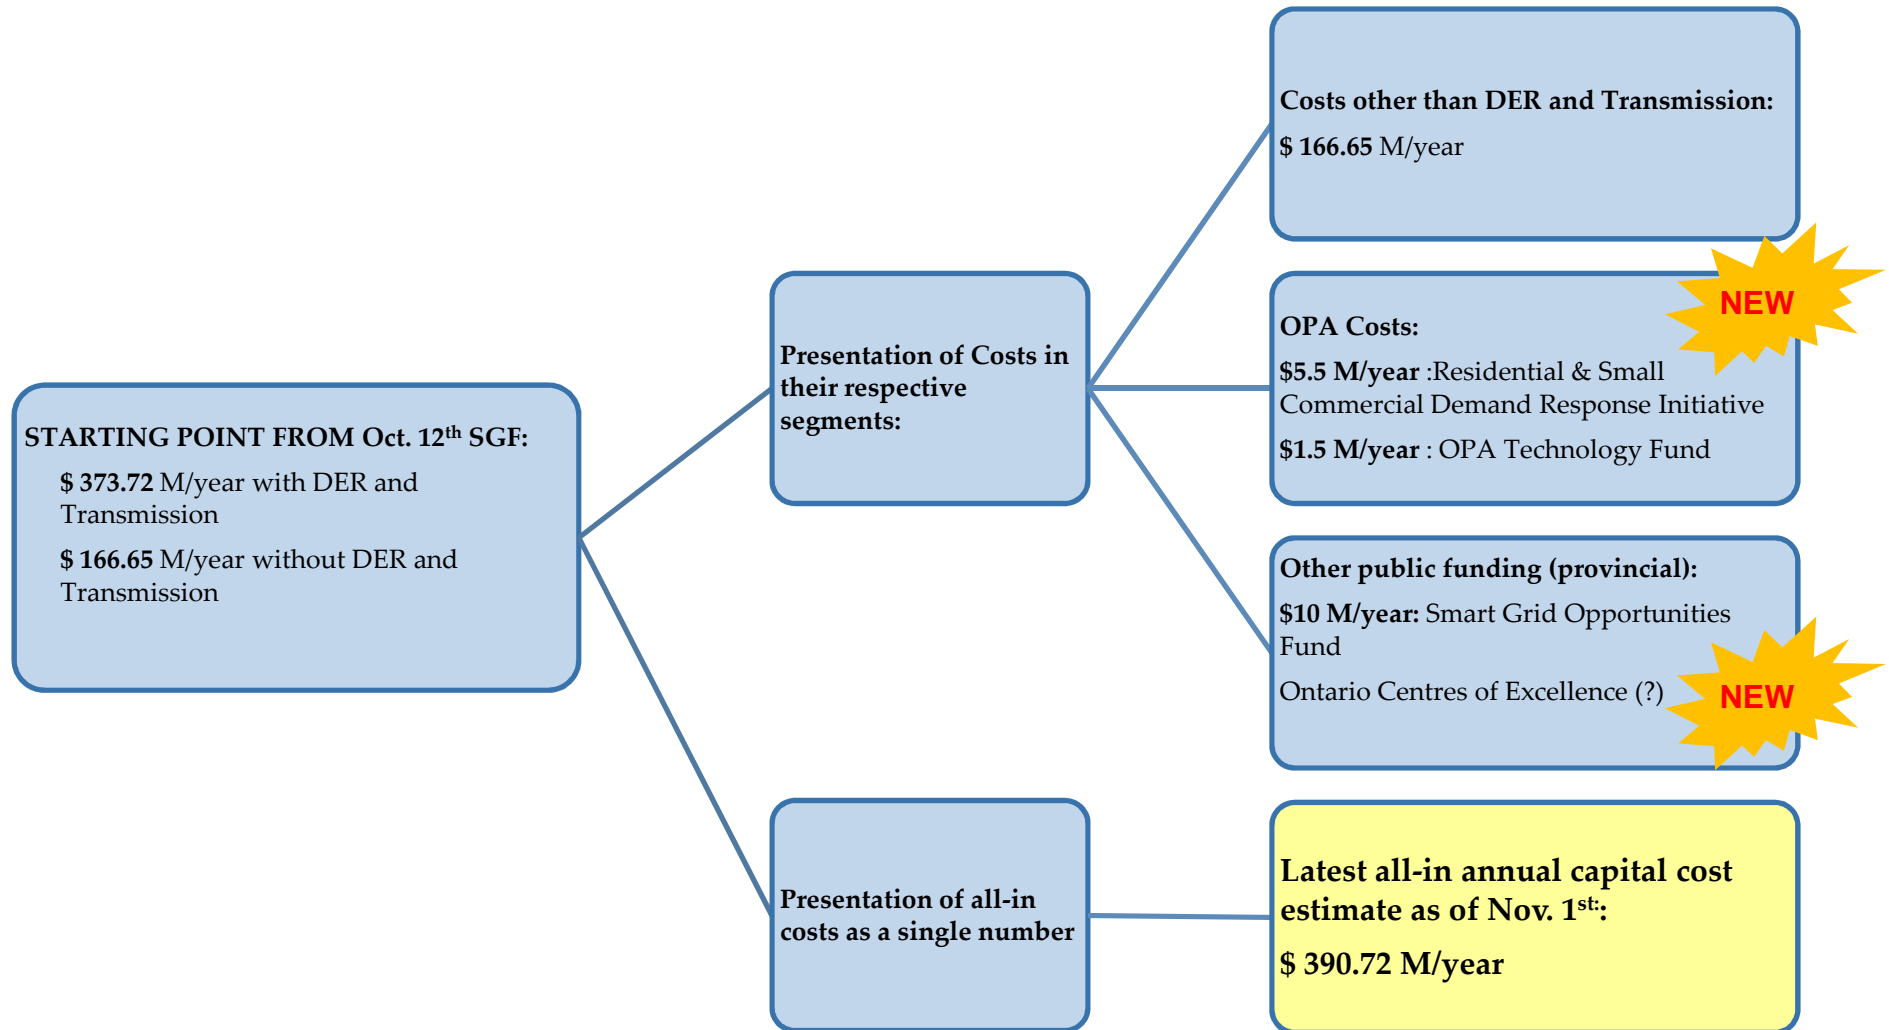 STARTING POINT FROM Oct. 12th SGF:
$ 373.72 M/year with DER and
Transmission
$ 166.65 M/year without DER and
Transmission
Presentation of Costs in
their respective
segments:
Costs other than DER and Transmission:
$ 166.65 M/year
NEW
OPA Costs:
$5.5 M/year :Residential & Small
Commercial Demand Response Initiative
$1.5 M/year : OPA Technology Fund
Other public funding (provincial):
$10 M/year: Smart Grid Opportunities
Fund
Ontario Centres of Excellence (?)
NEW
Presentation of all-in
costs as a single number
Latest all-in annual capital cost
estimate as of Nov. 1st::
$ 390.72 M/year